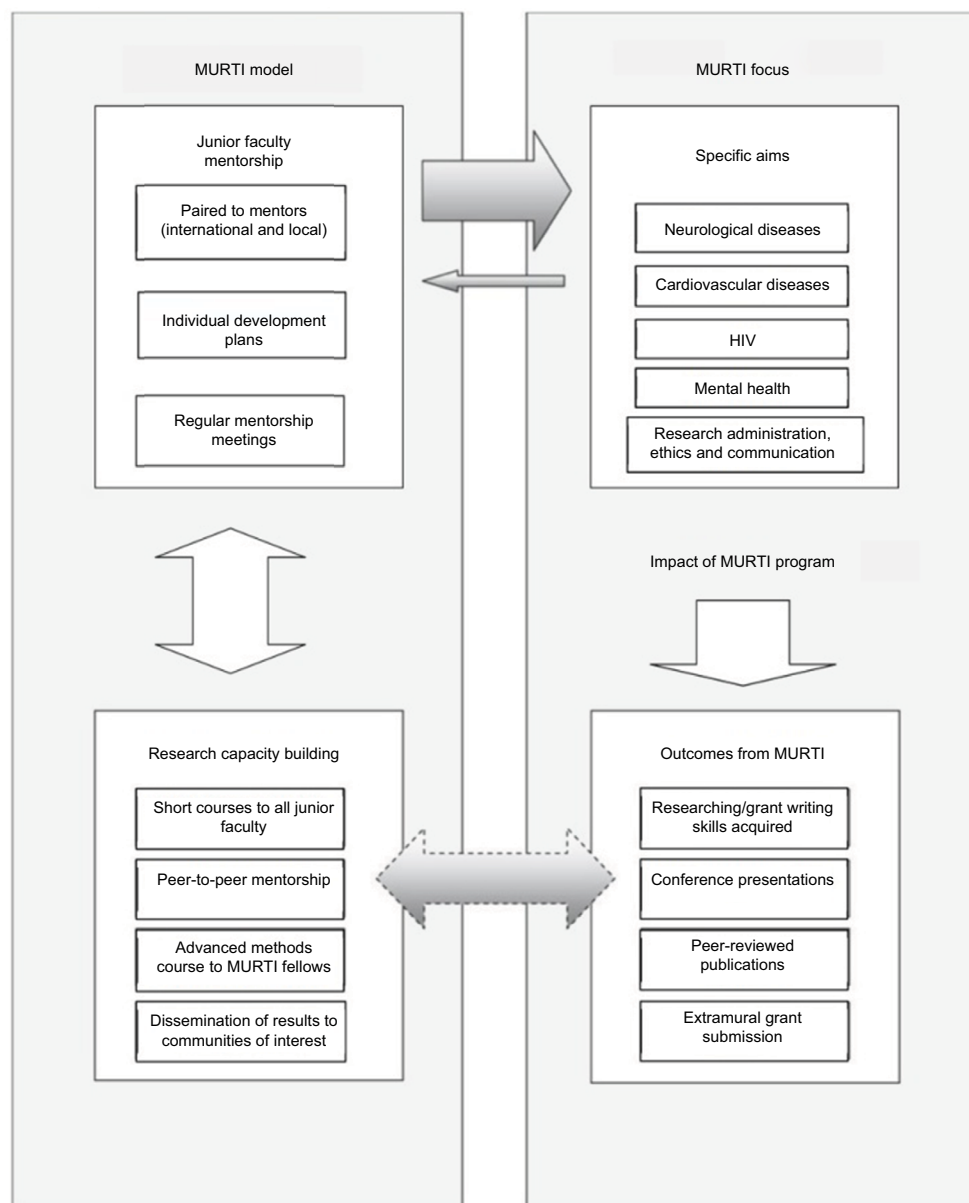 MURTI model
Junior faculty
mentorship
Paired to mentors
(international and local)
Individual development
plans
Regular mentorship
meetings
Research capacity building
Short courses to all junior
faculty
Peer-to-peer mentorship
Advanced methods
course to MURTI fellows
Dissemination of results to
communities of interest
MURTI focus
Specific aims
Neurological diseases
Cardiovascular diseases
HIV
Mental health
Research administration,
ethics and communication
Impact of MURTI program
Outcomes from MURTI
Researching/grant writing
skills acquired
Conference presentations
Peer-reviewed
publications
Extramural grant
submission